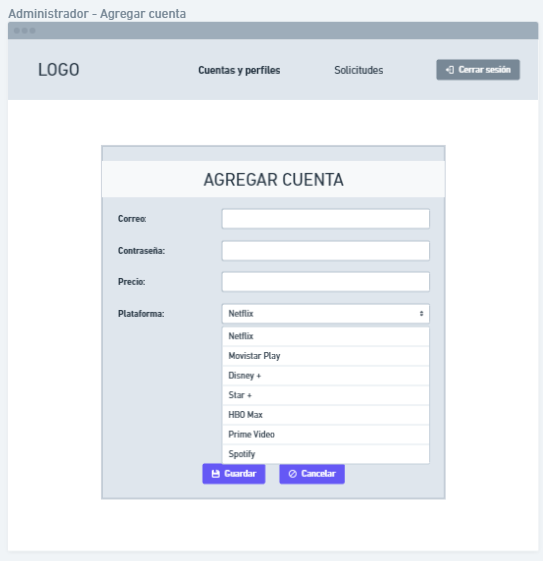 Administrador - Agregar cuenta
LOGO Cuentas y perfiles Solicitudes Cerrar sesión
AGREGAR CUENTA
Correo:
Contraseña:
Precio:
Plataforma: Netflix
Netflix
Movistar Play
Disney +
Star +
HBO Max
Prime Video
Spotify
Guardar Cancelar